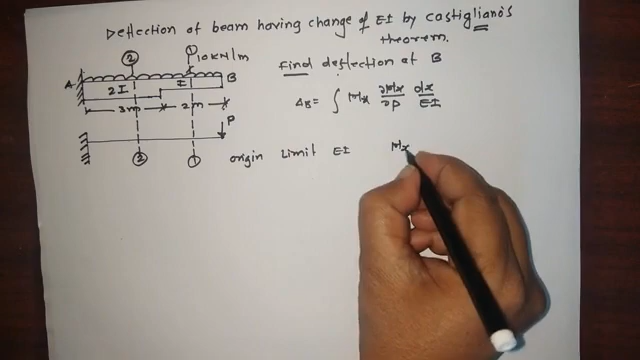 Deflection of beam having change of EI by Castigliano's
theorem.
② ① 10KN/m
Find deflection at B
A 2I I B
3m 2m
ΔB = ∫ Mx ∂Mx/∂P dx/EI
P
② ①
origin Limit EI Mx